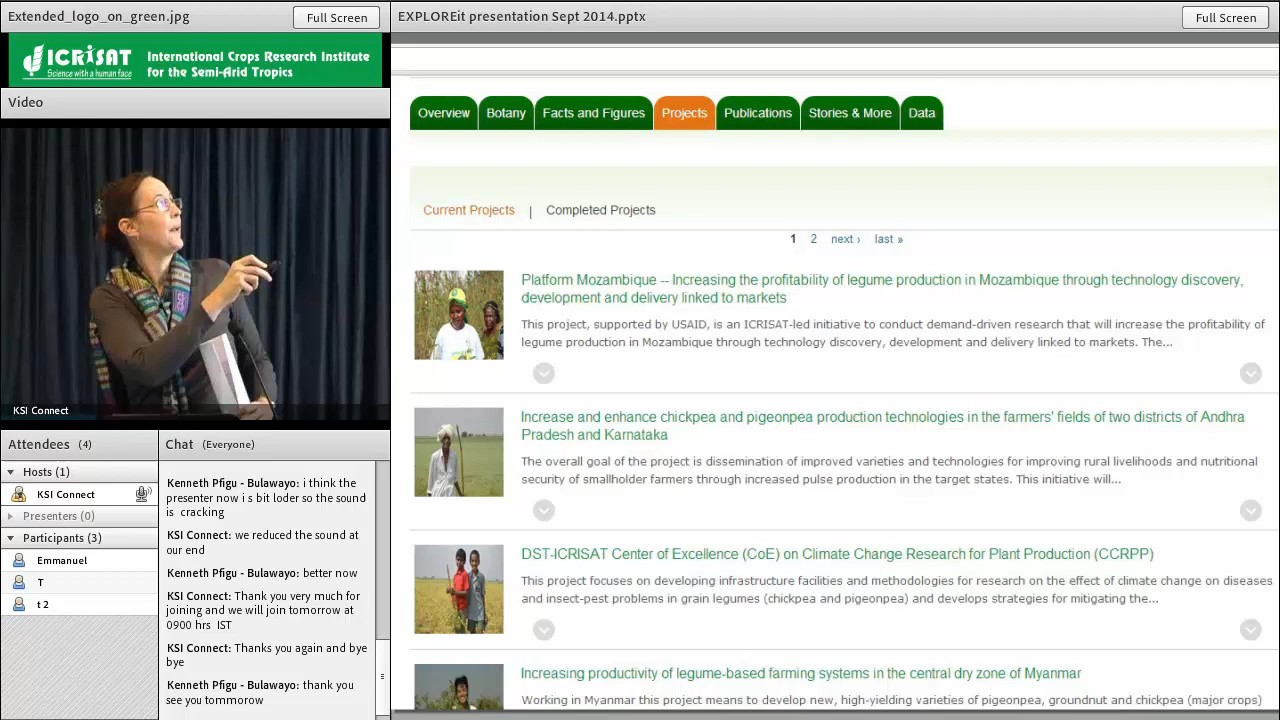 Extended_logo_on_green.jpg
Full Screen
ICRISAT
Science with a human face
International Crops Research Institute
for the Semi-Arid Tropics
Video
KSI Connect
Attendees (4)
Hosts (1)
KSI Connect
Presenters (0)
Participants (3)
Emmanuel
T
t 2
Chat (Everyone)
Kenneth Pfigu - Bulawayo: i think the
presenter now i s bit loder so the sound
is cracking
KSI Connect: we reduced the sound at
our end
Kenneth Pfigu - Bulawayo: better now
KSI Connect: Thank you very much for
joining and we will join tomorrow at
0900 hrs IST
KSI Connect: Thanks you again and bye
bye
Kenneth Pfigu - Bulawayo: thank you
see you tommorow
EXPLOREit presentation Sept 2014.pptx
Full Screen
Overview Botany Facts and Figures Projects Publications Stories & More Data
Current Projects | Completed Projects
1 2 next › last »
Platform Mozambique -- Increasing the profitability of legume production in Mozambique through technology discovery,
development and delivery linked to markets
This project, supported by USAID, is an ICRISAT-led initiative to conduct demand-driven research that will increase the profitability of
legume production in Mozambique through technology discovery, development and delivery linked to markets. The...
Increase and enhance chickpea and pigeonpea production technologies in the farmers' fields of two districts of Andhra
Pradesh and Karnataka
The overall goal of the project is dissemination of improved varieties and technologies for improving rural livelihoods and nutritional
security of smallholder farmers through increased pulse production in the target states. This initiative will...
DST-ICRISAT Center of Excellence (CoE) on Climate Change Research for Plant Production (CCRPP)
This project focuses on developing infrastructure facilities and methodologies for research on the effect of climate change on diseases
and insect-pest problems in grain legumes (chickpea and pigeonpea) and develops strategies for mitigating the...
Increasing productivity of legume-based farming systems in the central dry zone of Myanmar
Working in Myanmar this project means to develop new, high-yielding varieties of pigeonpea, groundnut and chickpea (major crops)